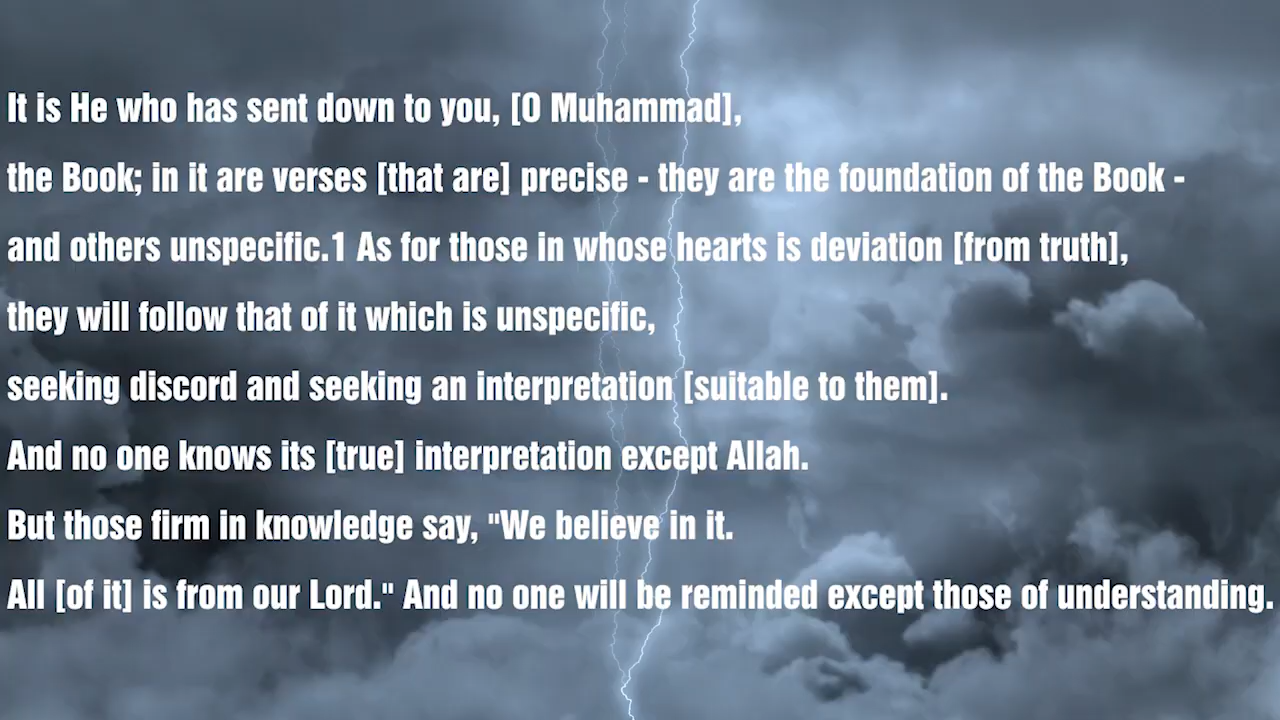 It is He who has sent down to you, [O Muhammad],
the Book; in it are verses [that are] precise - they are the foundation of the Book -
and others unspecific.1 As for those in whose hearts is deviation [from truth],
they will follow that of it which is unspecific,
seeking discord and seeking an interpretation [suitable to them].
And no one knows its [true] interpretation except Allah.
But those firm in knowledge say, "We believe in it.
All [of it] is from our Lord." And no one will be reminded except those of understanding.